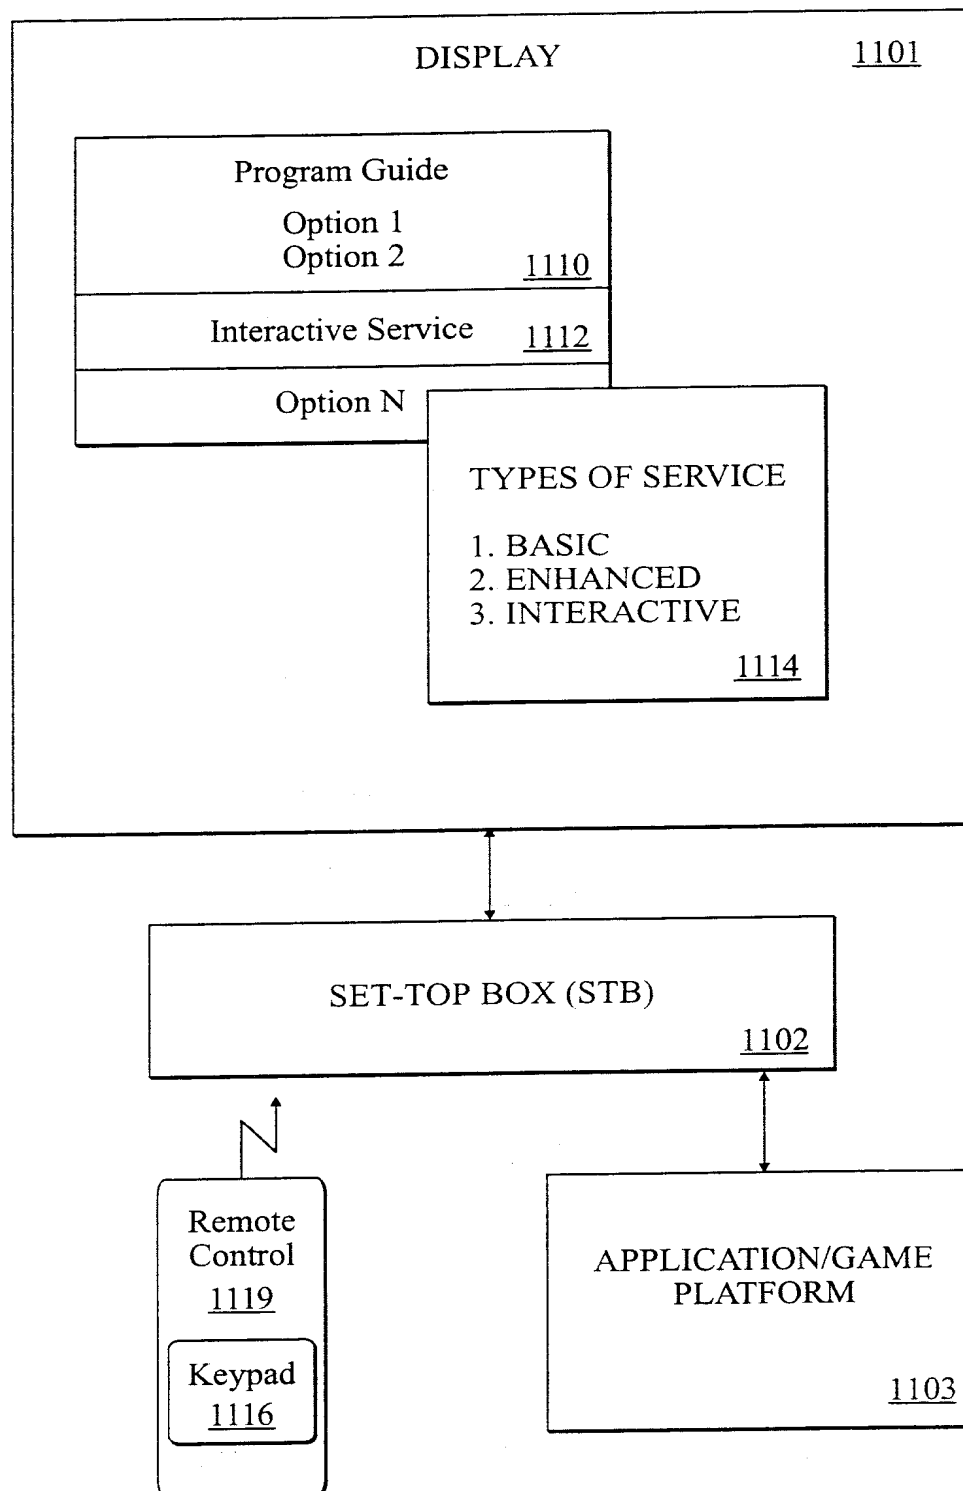 DISPLAY 1101
Program Guide
Option 1
Option 2
1110
Interactive Service 1112
Option N
TYPES OF SERVICE
1. BASIC
2. ENHANCED
3. INTERACTIVE
1114
SET-TOP BOX (STB)
1102
Remote
Control
1119
Keypad
1116
APPLICATION/GAME
PLATFORM
1103